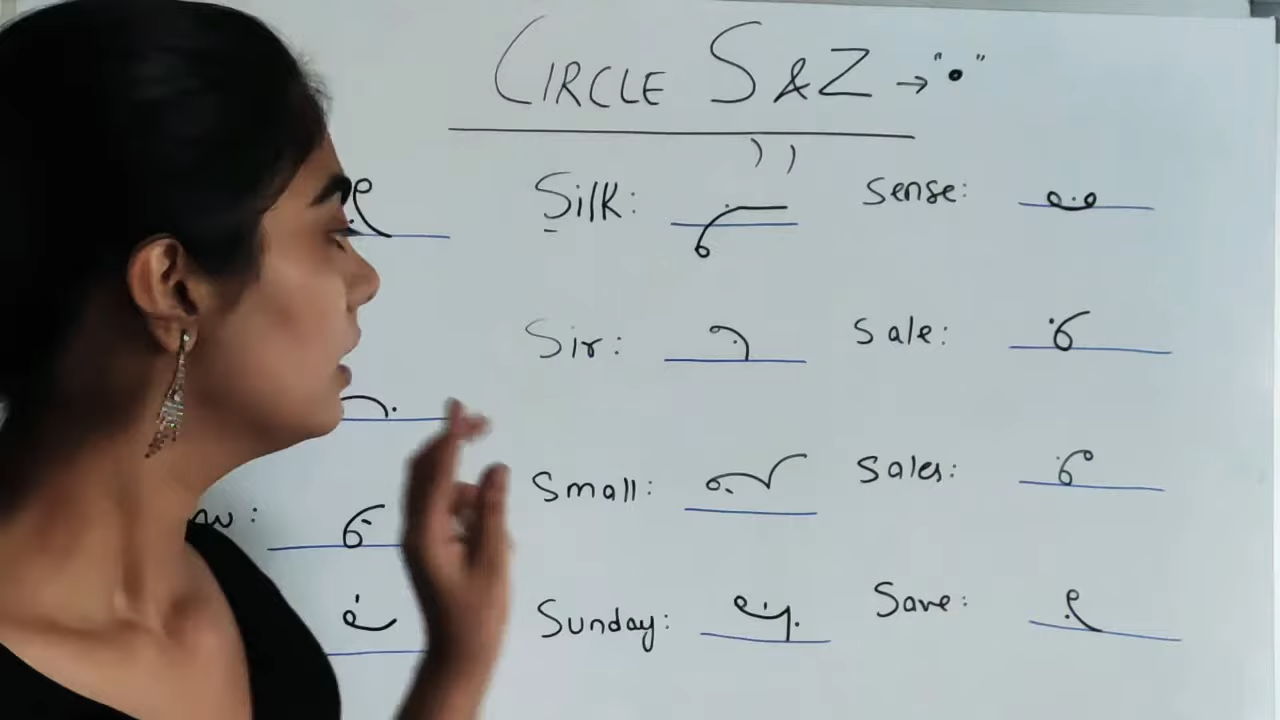 CIRCLE S & Z → "•"
Silk:
Sense:
Sir:
Sale:
Small:
Sales:
Sunday:
Save: